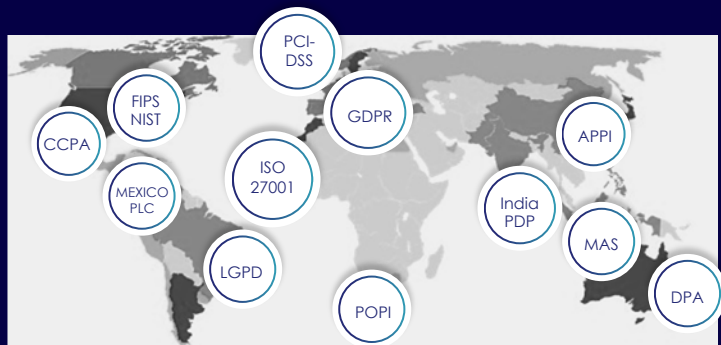 PCI-
DSS
FIPS
NIST
GDPR
CCPA
APPI
ISO
27001
MEXICO
PLC
India
PDP
MAS
LGPD
DPA
POPI